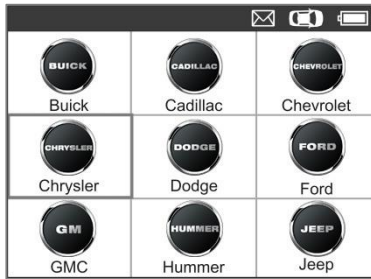 BUICK CADILLAC CHEVROLET
Buick Cadillac Chevrolet
CHRYSLER DODGE FORD
Chrysler Dodge Ford
GM HUMMER JEEP
GMC Hummer Jeep